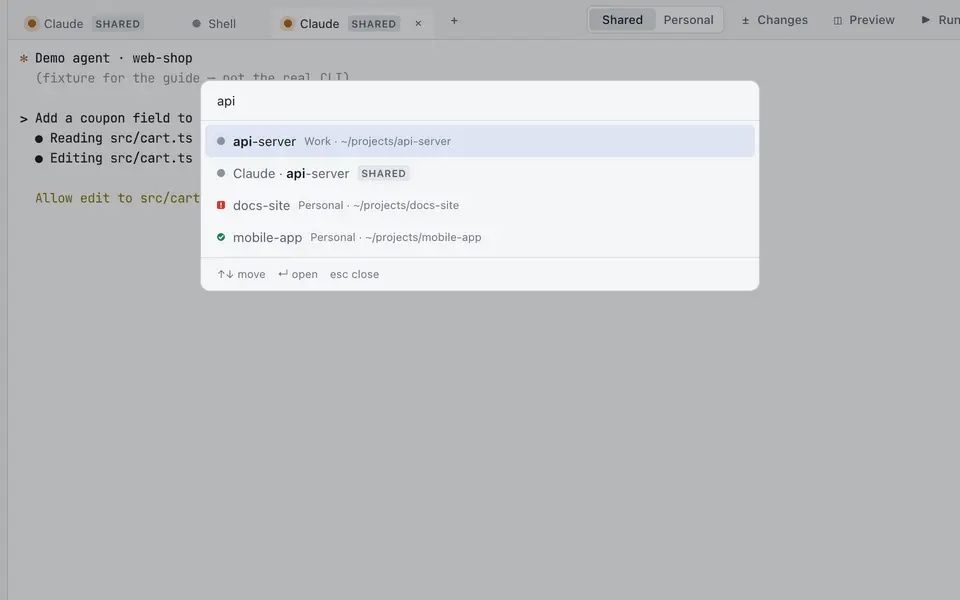 Claude SHARED Shell Claude SHARED × + Shared Personal ± Changes Preview Run
* Demo agent · web-shop
(fixture for the guide — not the real CLI)
> Add a coupon field to
● Reading src/cart.ts
● Editing src/cart.ts
Allow edit to src/cart
api
api-server Work · ~/projects/api-server
Claude · api-server SHARED
docs-site Personal · ~/projects/docs-site
mobile-app Personal · ~/projects/mobile-app
↑↓ move ↵ open esc close